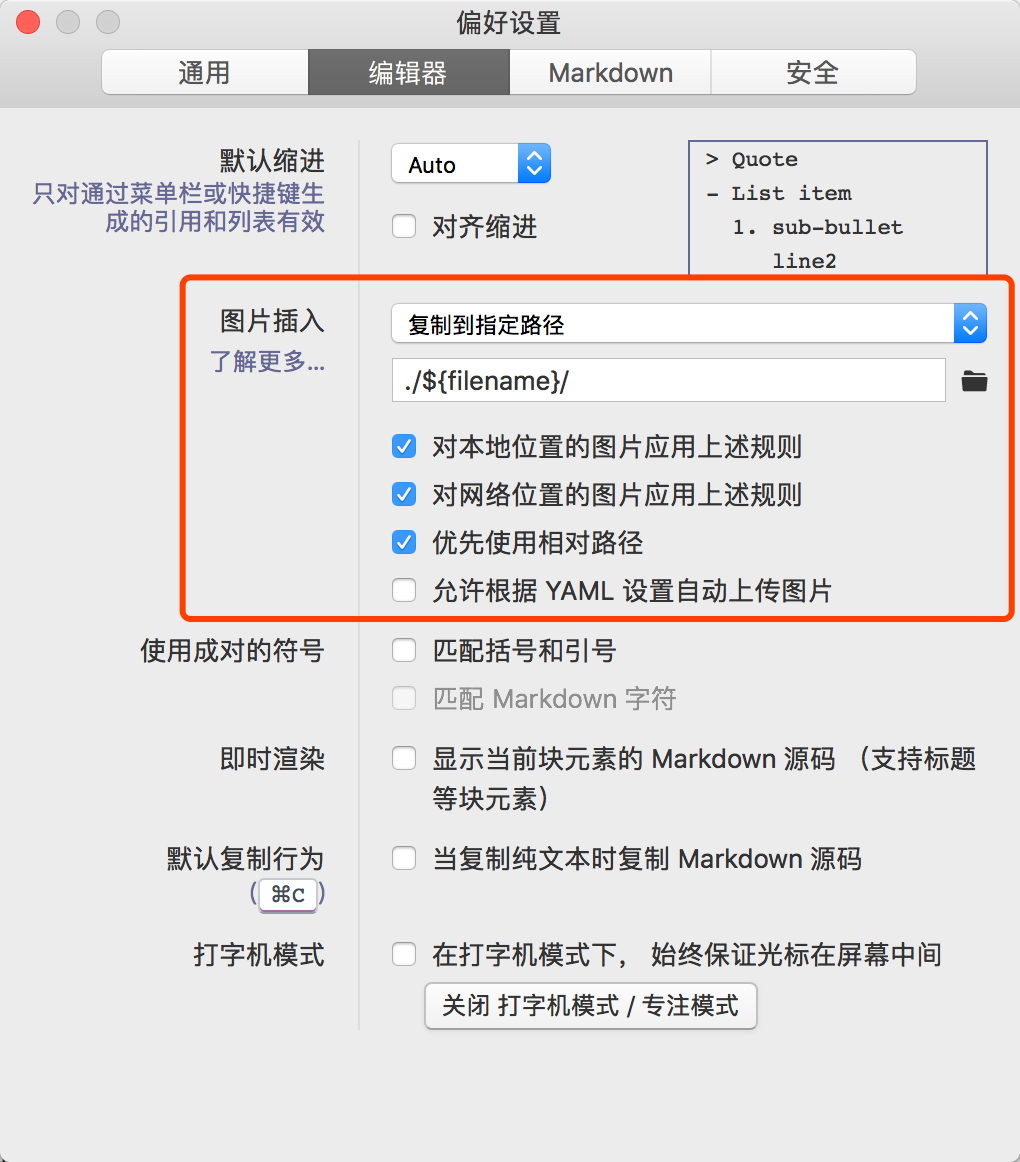 偏好设置
通用
编辑器
Markdown
安全
默认缩进
只对通过菜单栏或快捷键生
成的引用和列表有效
Auto
对齐缩进
> Quote
- List item
1. sub-bullet
line2
图片插入
了解更多...
复制到指定路径
./${filename}/
对本地位置的图片应用上述规则
对网络位置的图片应用上述规则
优先使用相对路径
允许根据 YAML 设置自动上传图片
使用成对的符号
匹配括号和引号
匹配 Markdown 字符
即时渲染
显示当前块元素的 Markdown 源码 （支持标题
等块元素）
默认复制行为
(⌘C)
当复制纯文本时复制 Markdown 源码
打字机模式
在打字机模式下， 始终保证光标在屏幕中间
关闭 打字机模式 / 专注模式